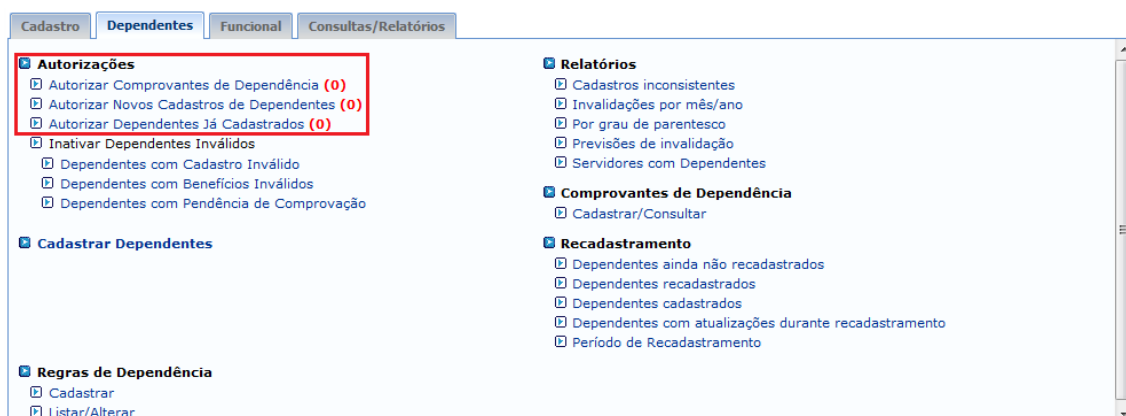 Cadastro Dependentes Funcional Consultas/Relatórios
Autorizações
Autorizar Comprovantes de Dependência (0)
Autorizar Novos Cadastros de Dependentes (0)
Autorizar Dependentes Já Cadastrados (0)
Inativar Dependentes Inválidos
Dependentes com Cadastro Inválido
Dependentes com Benefícios Inválidos
Dependentes com Pendência de Comprovação
Cadastrar Dependentes
Regras de Dependência
Cadastrar
Listar/Alterar
Relatórios
Cadastros inconsistentes
Invalidações por mês/ano
Por grau de parentesco
Previsões de invalidação
Servidores com Dependentes
Comprovantes de Dependência
Cadastrar/Consultar
Recadastramento
Dependentes ainda não recadastrados
Dependentes recadastrados
Dependentes cadastrados
Dependentes com atualizações durante recadastramento
Período de Recadastramento